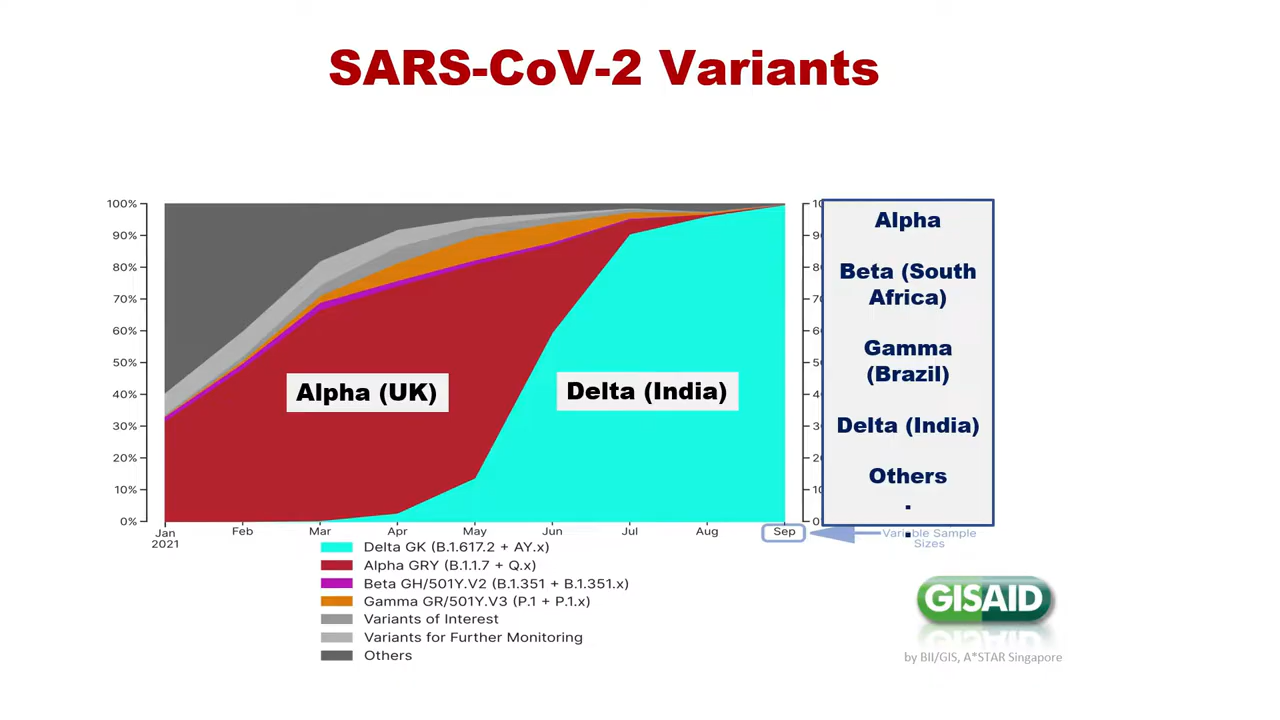 SARS-CoV-2 Variants
100%
90%
80%
70%
60%
50%
40%
30%
20%
10%
0%
Alpha (UK)
Delta (India)
Jan
2021
Feb
Mar
Apr
May
Jun
Jul
Aug
Sep
Alpha
Beta (South
Africa)
Gamma
(Brazil)
Delta (India)
Others
.
.
Variable Sample
Sizes
Delta GK (B.1.617.2 + AY.x)
Alpha GRY (B.1.1.7 + Q.x)
Beta GH/501Y.V2 (B.1.351 + B.1.351.x)
Gamma GR/501Y.V3 (P.1 + P.1.x)
Variants of Interest
Variants for Further Monitoring
Others
GISAID
by BII/GIS, A*STAR Singapore